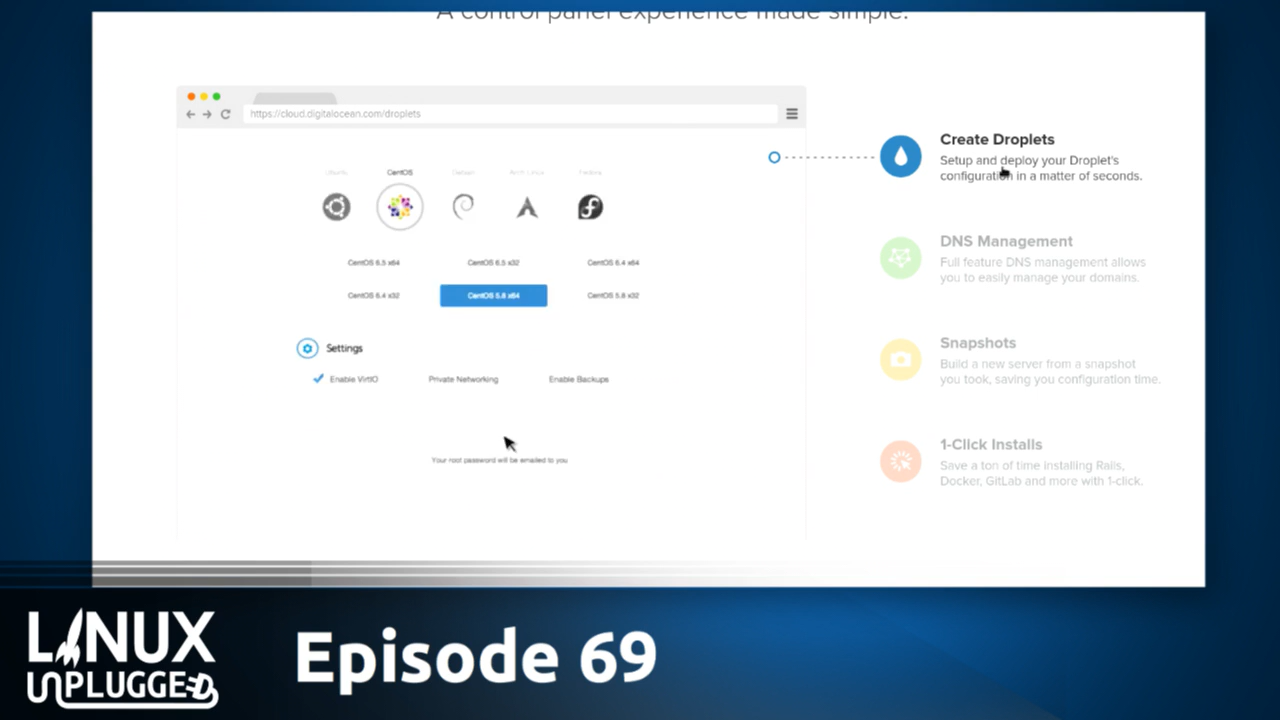 A control panel experience made simple.
https://cloud.digitalocean.com/droplets
Ubuntu CentOS Debian Arch Linux Fedora
CentOS 6.5 x64 CentOS 6.5 x32 CentOS 6.4 x64
CentOS 6.4 x32 CentOS 5.8 x64 CentOS 5.8 x32
Settings
Enable VirtIO Private Networking Enable Backups
Your root password will be emailed to you
Create Droplets
Setup and deploy your Droplet's
configuration in a matter of seconds.
DNS Management
Full feature DNS management allows
you to easily manage your domains.
Snapshots
Build a new server from a snapshot
you took, saving you configuration time.
1-Click Installs
Save a ton of time installing Rails,
Docker, GitLab and more with 1-click.
LINUX
UNPLUGGED
Episode 69